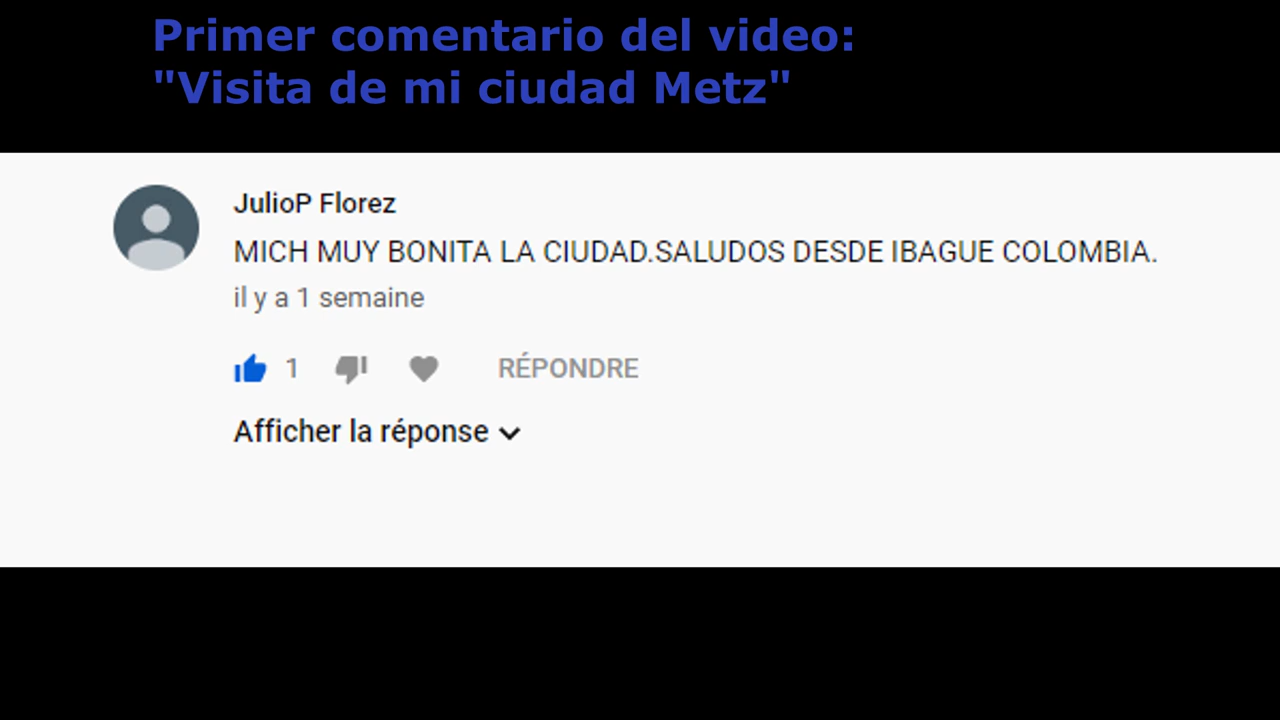 Primer comentario del video:
"Visita de mi ciudad Metz"
JulioP Florez
MICH MUY BONITA LA CIUDAD.SALUDOS DESDE IBAGUE COLOMBIA.
il y a 1 semaine
1 RÉPONDRE
Afficher la réponse